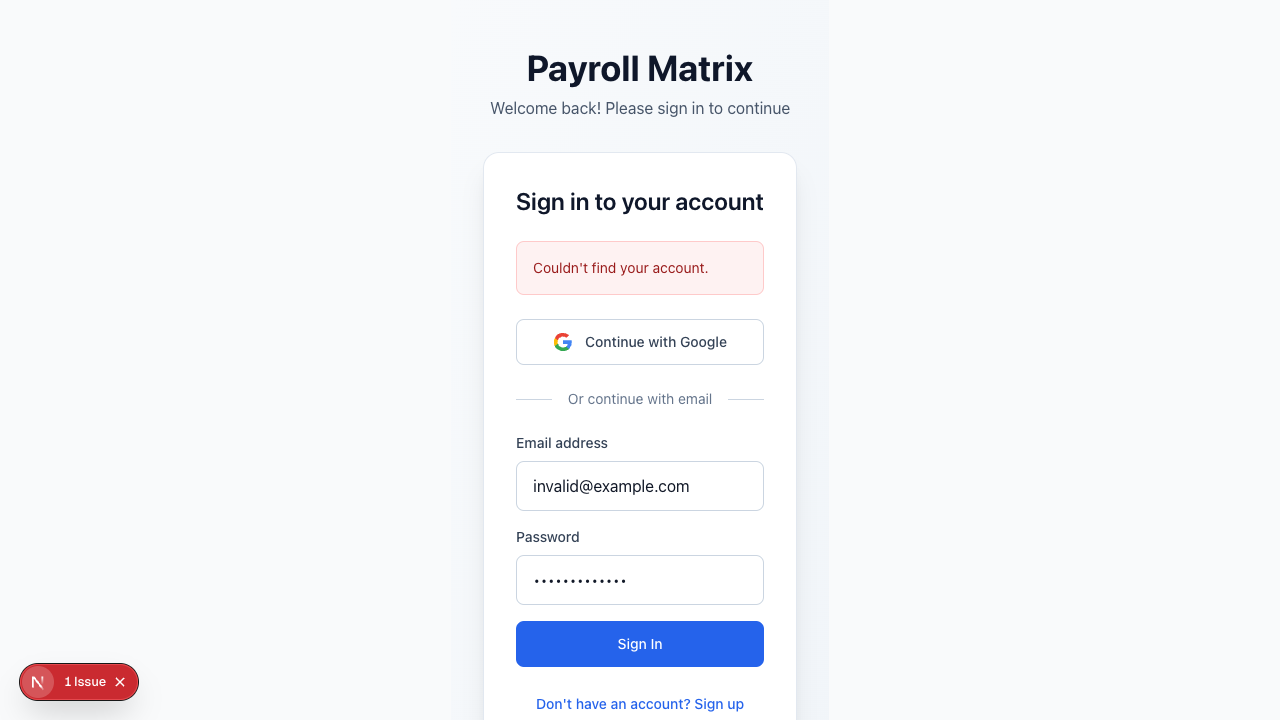 Payroll Matrix
Welcome back! Please sign in to continue
Sign in to your account
Couldn't find your account.
Continue with Google
Or continue with email
Email address
invalid@example.com
Password
•••••••••••••
Sign In
Don't have an account? Sign up
N
1 Issue